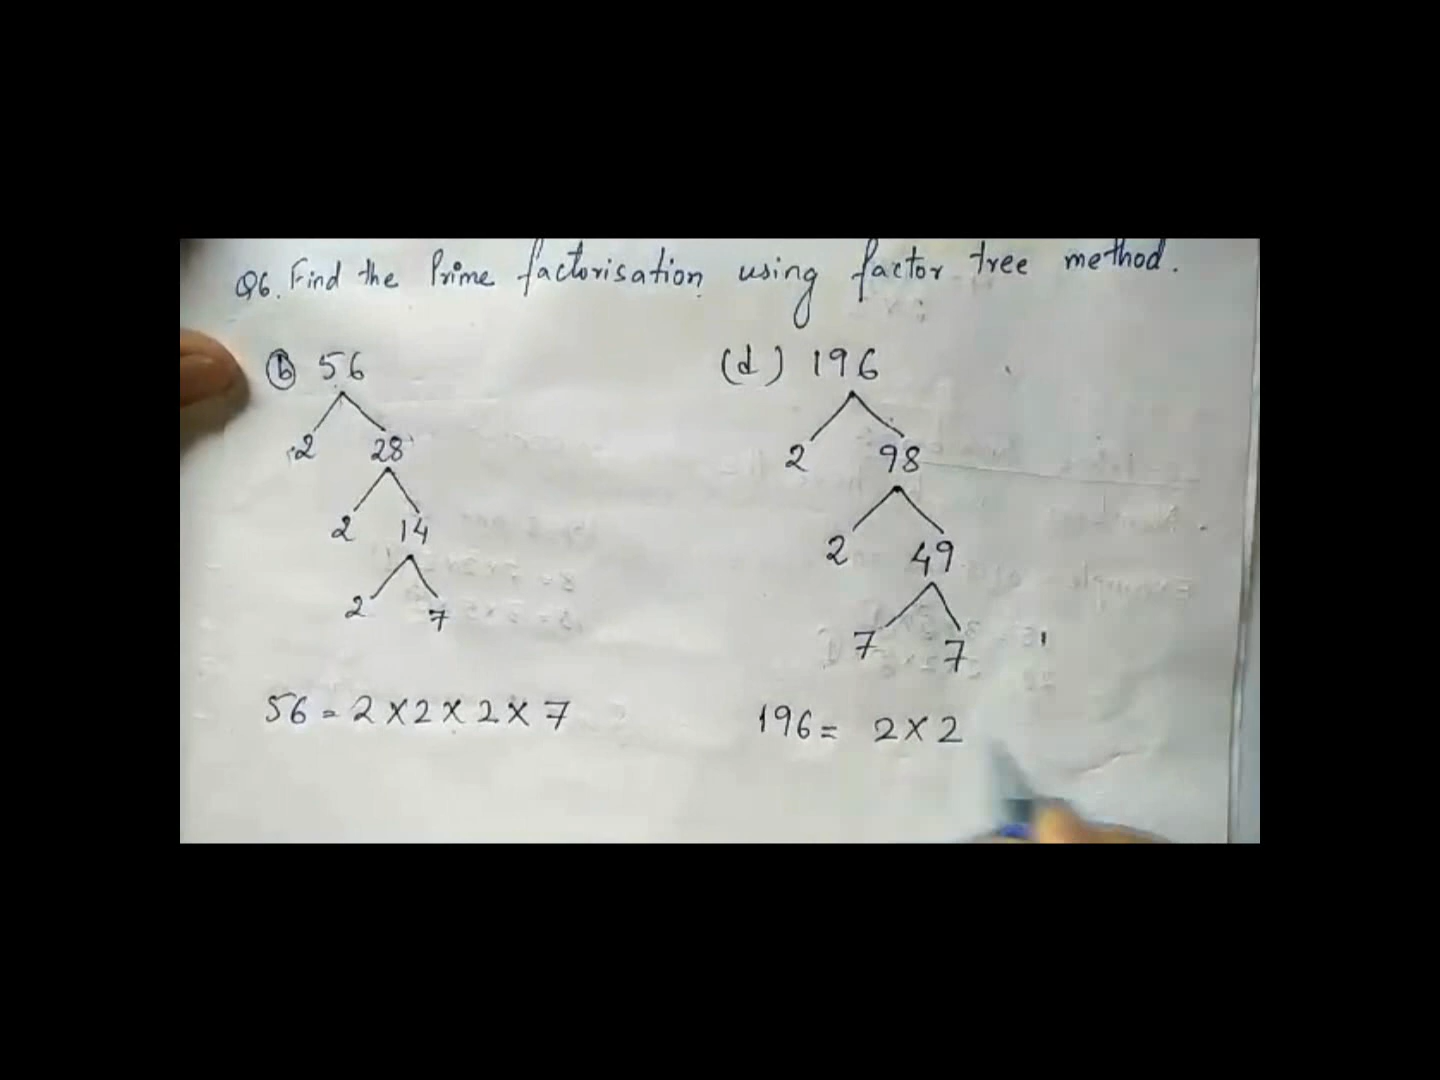 Q6. Find the Prime factorisation using factor tree method.
(b) 56
2 28
2 14
2 7
56 = 2 × 2 × 2 × 7
(d) 196
2 98
2 49
7 7
196 = 2 × 2